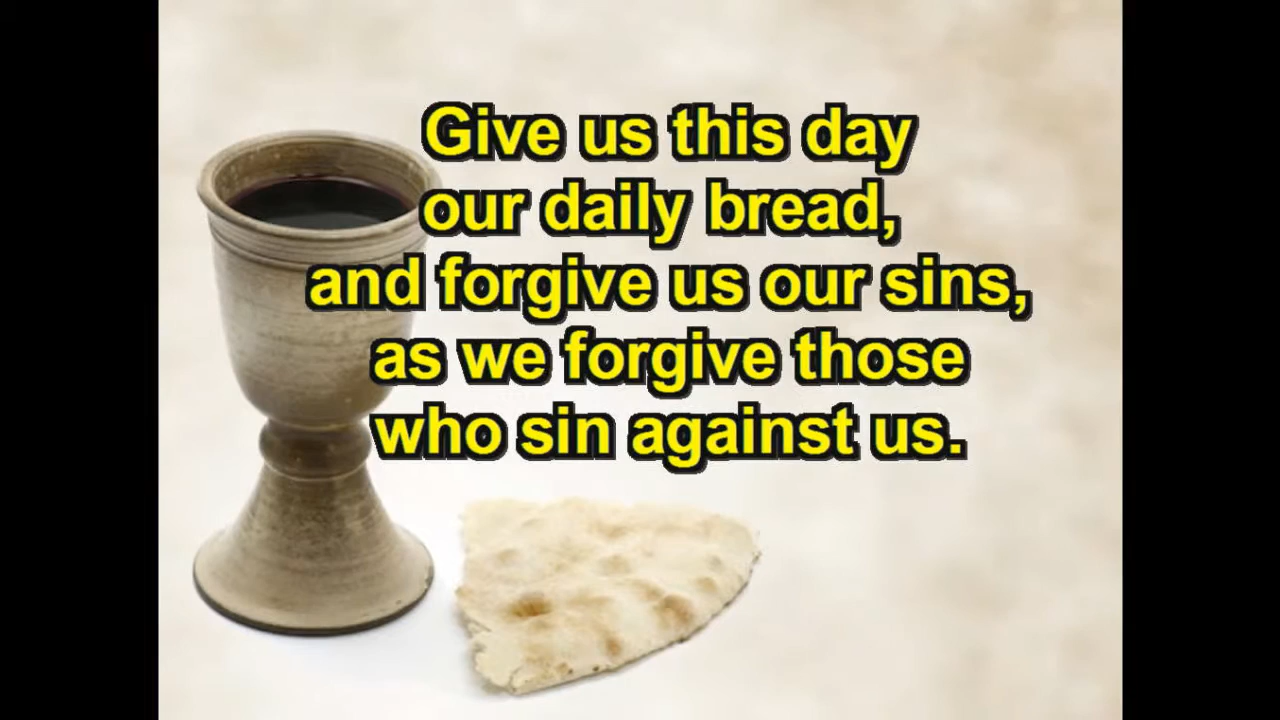 Give us this day
our daily bread,
and forgive us our sins,
as we forgive those
who sin against us.